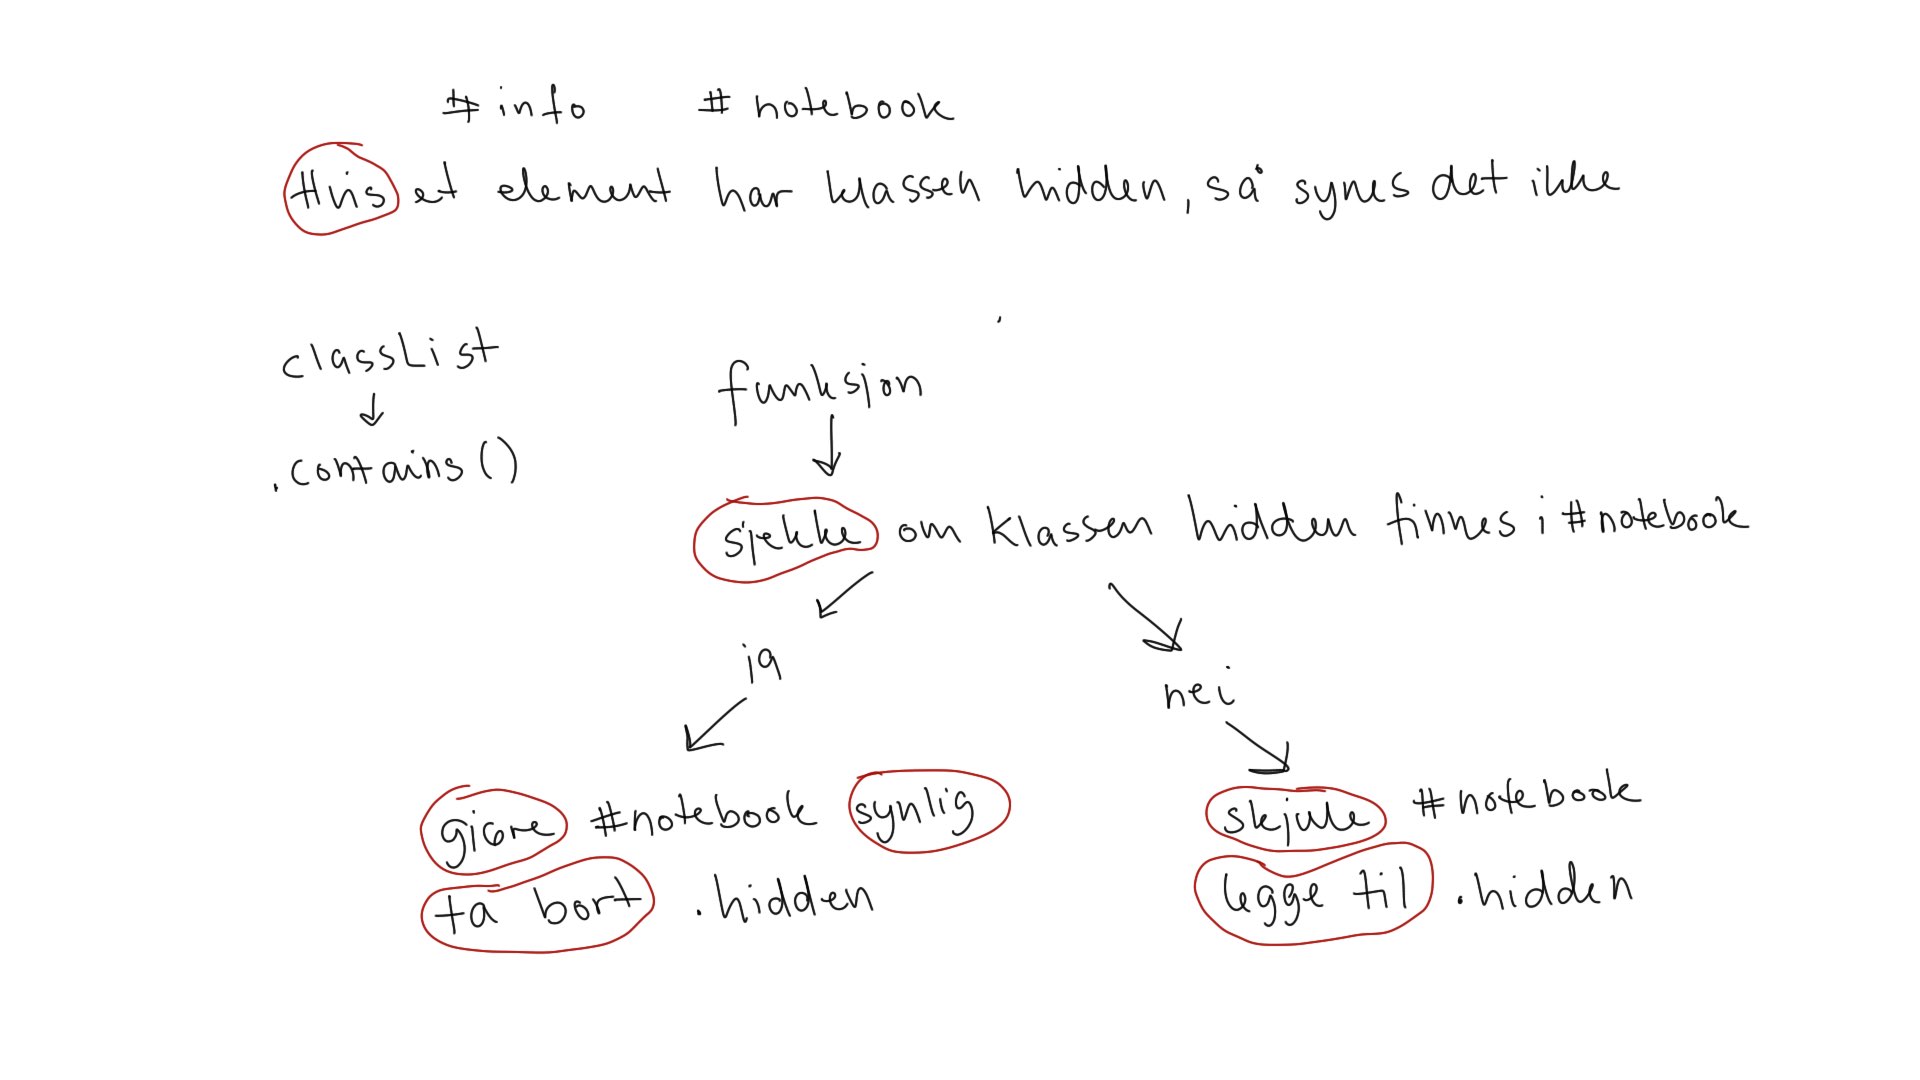 # info # notebook
Hvis et element har klassen hidden, så synes det ikke
classList
↓
.contains()
funksjon
↓
sjekke om klassen hidden finnes i #notebook
ja
nei
gjøre #notebook synlig
ta bort .hidden
skjule #notebook
legge til .hidden